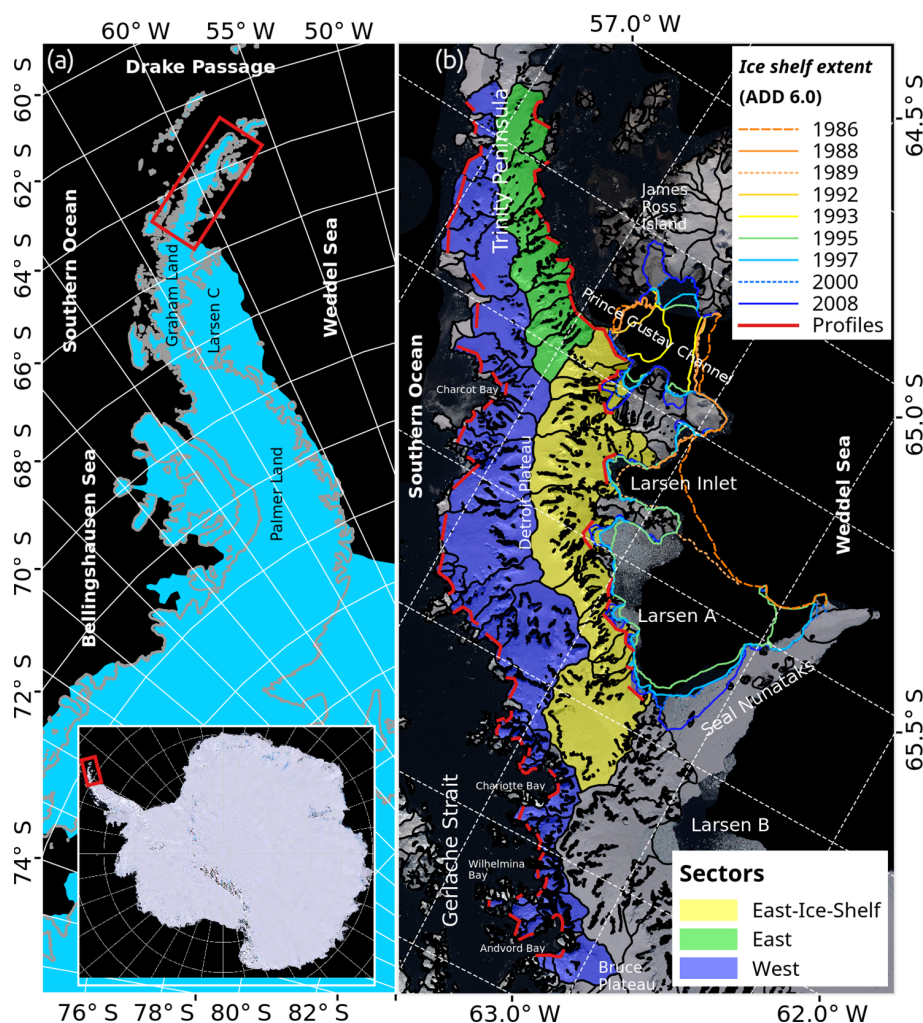 60° W
55° W
50° W
57.0° W
(a)
Drake Passage
60° S
62° S
64° S
66° S
68° S
70° S
72° S
74° S
76° S
78° S
80° S
82° S
Southern Ocean
Weddel Sea
Graham Land
Larsen C
Palmer Land
Bellingshausen Sea
(b)
Trinity Peninsula
James
Ross
Island
Prince Gustav Channel
Southern Ocean
Charcot Bay
Detroit Plateau
Larsen Inlet
Weddel Sea
Larsen A
Seal Nunataks
Charlotte Bay
Larsen B
Gerlache Strait
Wilhelmina
Bay
Andvord Bay
Bruce
Plateau
Ice shelf extent
(ADD 6.0)
1986
1988
1989
1992
1993
1995
1997
2000
2008
Profiles
64.5° S
65.0° S
65.5° S
Sectors
East-Ice-Shelf
East
West
63.0° W
62.0° W